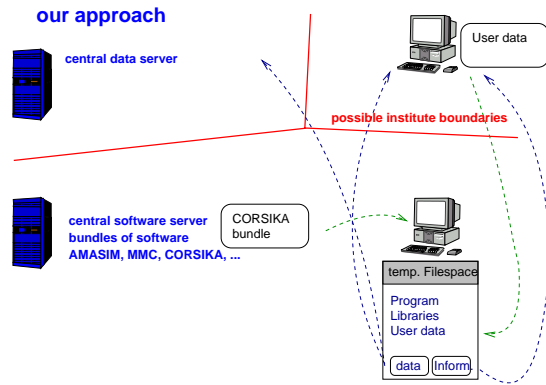 our approach
central data server
User data
possible institute boundaries
central software server
bundles of software
AMASIM, MMC, CORSIKA, ...
CORSIKA
bundle
temp. Filespace
Program
Libraries
User data
data
Inform.